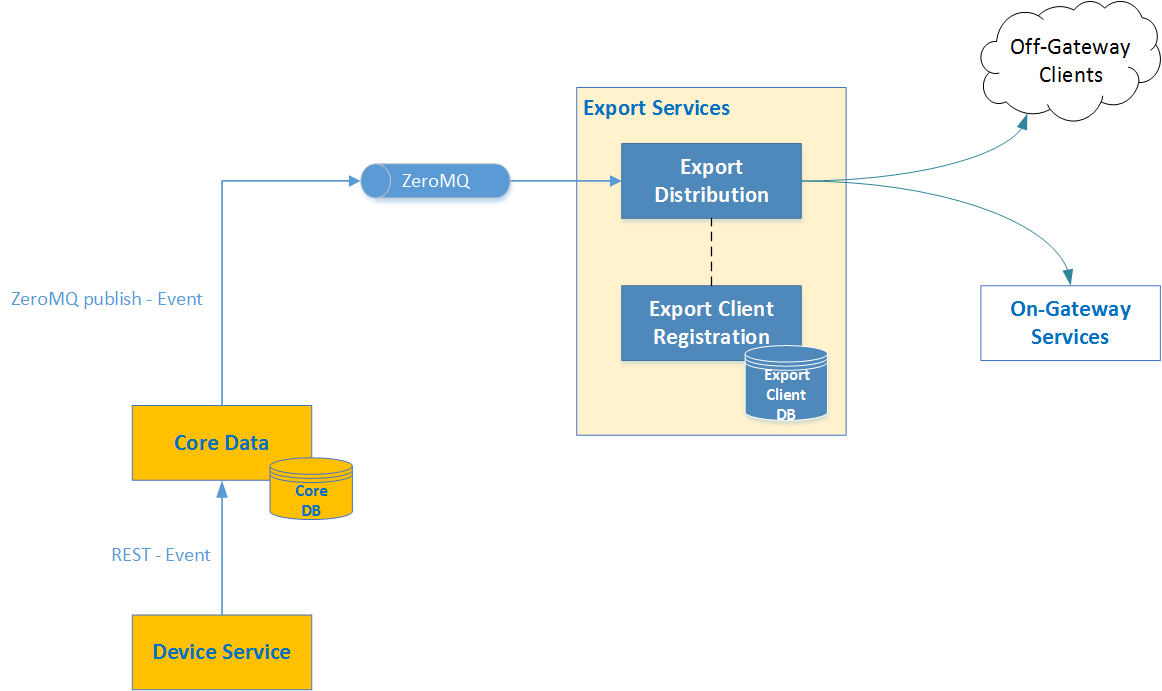 Off-Gateway
Clients
Export Services
Export
Distribution
ZeroMQ
ZeroMQ publish - Event
Export Client
Registration
On-Gateway
Services
Export
Client
DB
Core Data
Core
DB
REST - Event
Device Service